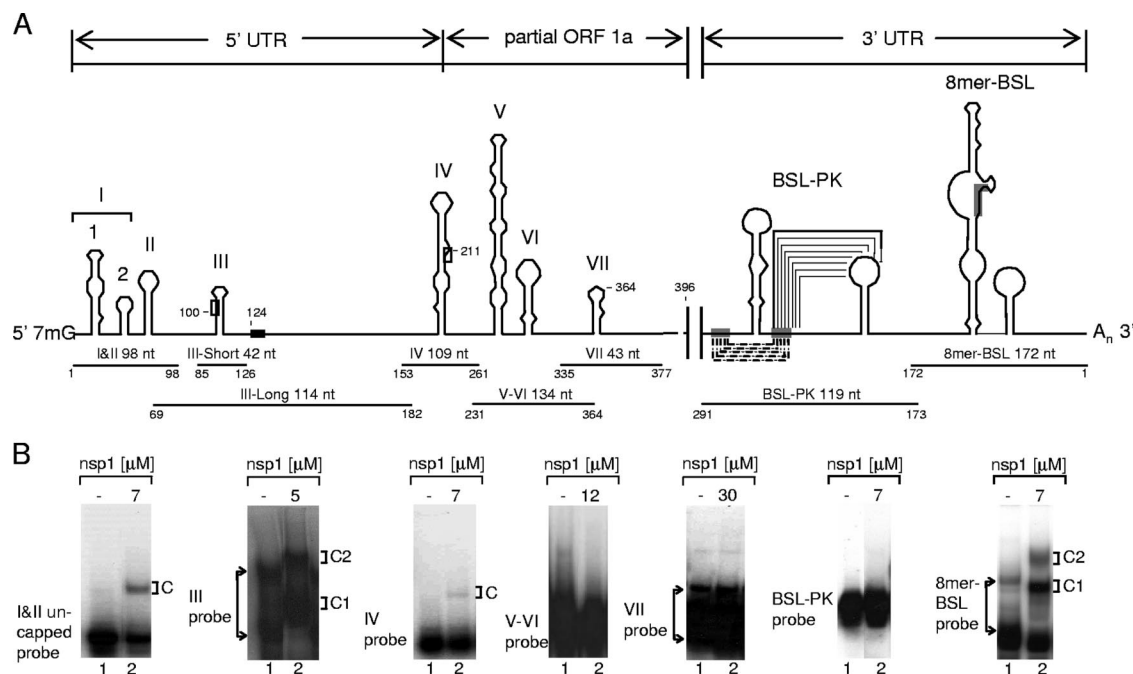 A
5' UTR
partial ORF 1a
3' UTR
8mer-BSL
V
BSL-PK
I
IV
1
II
2
III
VI
VII
211
364
396
100
124
5' 7mG
An 3'
I&II 98 nt
III-Short 42 nt
IV 109 nt
VII 43 nt
8mer-BSL 172 nt
1
98
85
126
153
261
335
377
172
1
III-Long 114 nt
V-VI 134 nt
BSL-PK 119 nt
69
182
231
364
291
173
B
nsp1 [μM]
- 7
C
I&II un-
capped
probe
1 2
nsp1 [μM]
- 5
C2
C1
III
probe
1 2
nsp1 [μM]
- 7
C
IV
probe
1 2
nsp1 [μM]
- 12
V-VI
probe
1 2
nsp1 [μM]
- 30
VII
probe
1 2
nsp1 [μM]
- 7
BSL-PK
probe
1 2
nsp1 [μM]
- 7
C2
C1
8mer-
BSL
probe
1 2